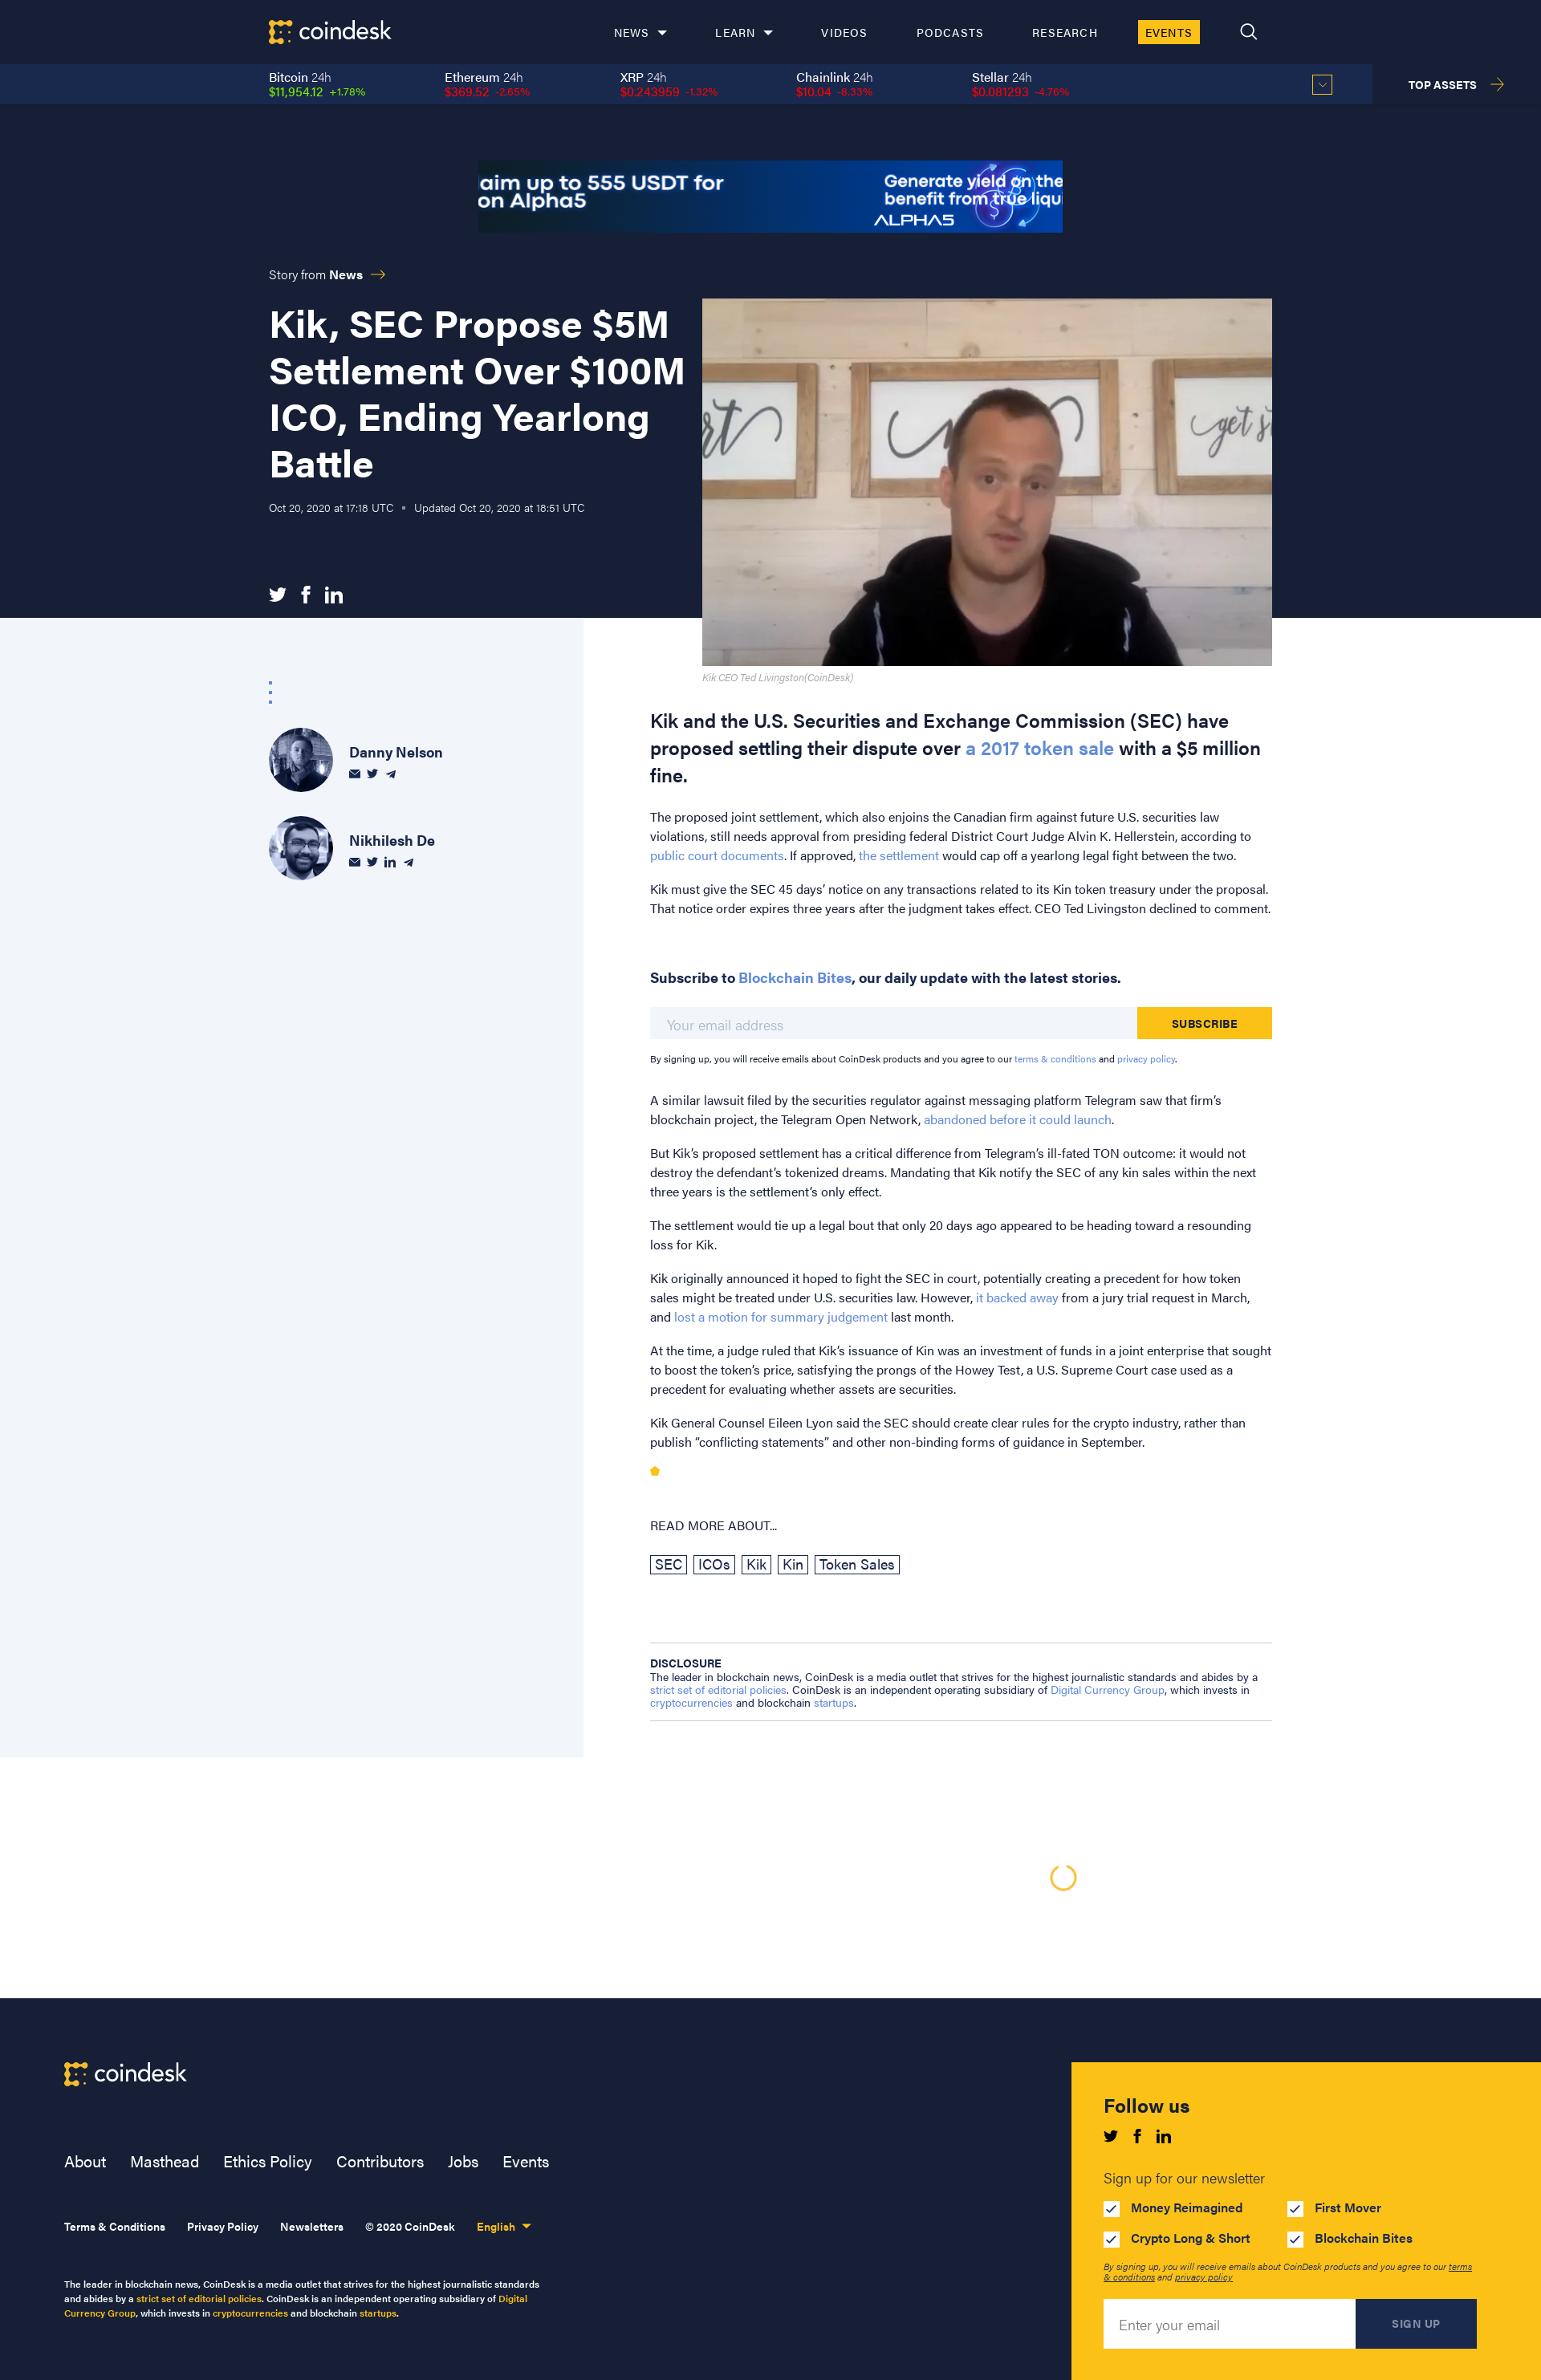 coindesk
NEWS LEARN VIDEOS PODCASTS RESEARCH EVENTS
Bitcoin 24h Ethereum 24h XRP 24h Chainlink 24h Stellar 24h
$11,954.12 +1.78% $369.52 -2.65% $0.243959 -1.32% $10.04 -8.33% $0.081293 -4.76%
TOP ASSETS
aim up to 555 USDT for
on Alpha5
Generate yield on the
benefit from true liqu
ALPHA5
Story from News
Kik, SEC Propose $5M
Settlement Over $100M
ICO, Ending Yearlong
Battle
Oct 20, 2020 at 17:18 UTC Updated Oct 20, 2020 at 18:51 UTC
get st
Kik CEO Ted Livingston(CoinDesk)
Danny Nelson
Nikhilesh De
Kik and the U.S. Securities and Exchange Commission (SEC) have
proposed settling their dispute over a 2017 token sale with a $5 million
fine.
The proposed joint settlement, which also enjoins the Canadian firm against future U.S. securities law
violations, still needs approval from presiding federal District Court Judge Alvin K. Hellerstein, according to
public court documents. If approved, the settlement would cap off a yearlong legal fight between the two.
Kik must give the SEC 45 days’ notice on any transactions related to its Kin token treasury under the proposal.
That notice order expires three years after the judgment takes effect. CEO Ted Livingston declined to comment.
Subscribe to Blockchain Bites, our daily update with the latest stories.
Your email address SUBSCRIBE
By signing up, you will receive emails about CoinDesk products and you agree to our terms & conditions and privacy policy.
A similar lawsuit filed by the securities regulator against messaging platform Telegram saw that firm’s
blockchain project, the Telegram Open Network, abandoned before it could launch.
But Kik’s proposed settlement has a critical difference from Telegram’s ill-fated TON outcome: it would not
destroy the defendant’s tokenized dreams. Mandating that Kik notify the SEC of any kin sales within the next
three years is the settlement’s only effect.
The settlement would tie up a legal bout that only 20 days ago appeared to be heading toward a resounding
loss for Kik.
Kik originally announced it hoped to fight the SEC in court, potentially creating a precedent for how token
sales might be treated under U.S. securities law. However, it backed away from a jury trial request in March,
and lost a motion for summary judgement last month.
At the time, a judge ruled that Kik’s issuance of Kin was an investment of funds in a joint enterprise that sought
to boost the token’s price, satisfying the prongs of the Howey Test, a U.S. Supreme Court case used as a
precedent for evaluating whether assets are securities.
Kik General Counsel Eileen Lyon said the SEC should create clear rules for the crypto industry, rather than
publish “conflicting statements” and other non-binding forms of guidance in September.
READ MORE ABOUT...
SEC ICOs Kik Kin Token Sales
DISCLOSURE
The leader in blockchain news, CoinDesk is a media outlet that strives for the highest journalistic standards and abides by a
strict set of editorial policies. CoinDesk is an independent operating subsidiary of Digital Currency Group, which invests in
cryptocurrencies and blockchain startups.
coindesk
About Masthead Ethics Policy Contributors Jobs Events
Terms & Conditions Privacy Policy Newsletters © 2020 CoinDesk English
The leader in blockchain news, CoinDesk is a media outlet that strives for the highest journalistic standards
and abides by a strict set of editorial policies. CoinDesk is an independent operating subsidiary of Digital
Currency Group, which invests in cryptocurrencies and blockchain startups.
Follow us
Sign up for our newsletter
Money Reimagined First Mover
Crypto Long & Short Blockchain Bites
By signing up, you will receive emails about CoinDesk products and you agree to our terms
& conditions and privacy policy
Enter your email SIGN UP